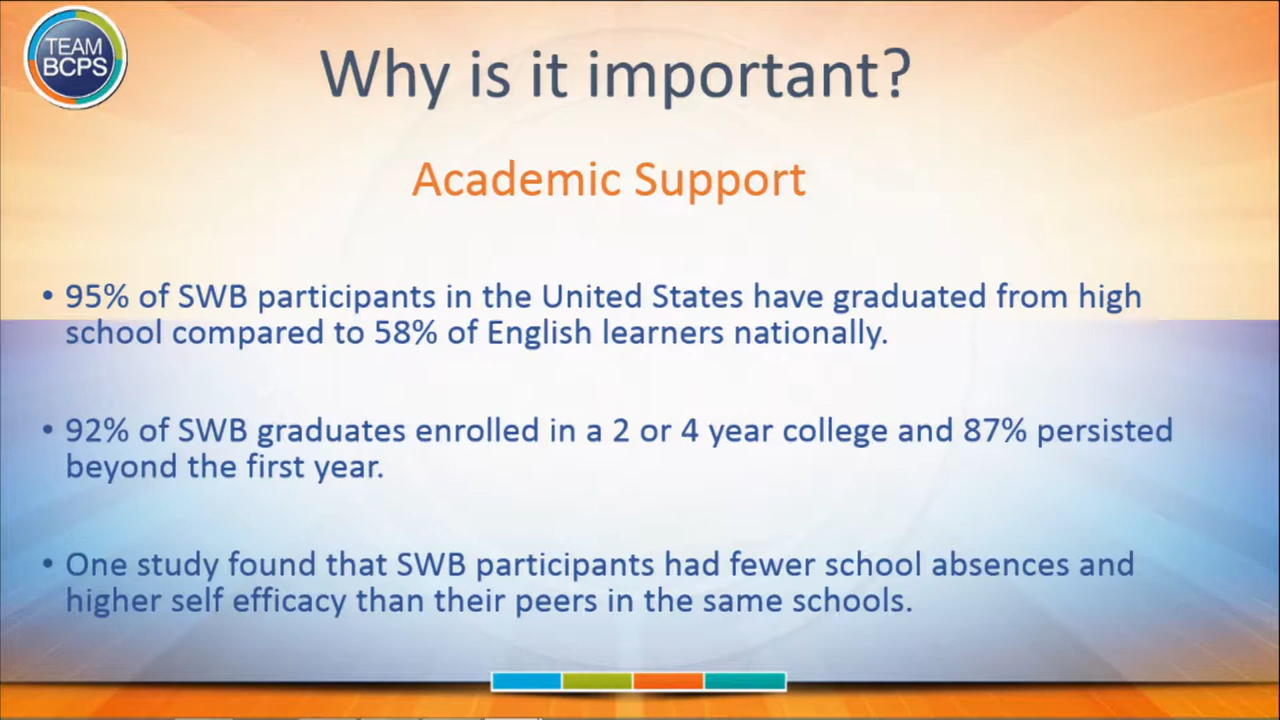 TEAM
BCPS
Why is it important?
Academic Support
• 95% of SWB participants in the United States have graduated from high
school compared to 58% of English learners nationally.
• 92% of SWB graduates enrolled in a 2 or 4 year college and 87% persisted
beyond the first year.
• One study found that SWB participants had fewer school absences and
higher self efficacy than their peers in the same schools.